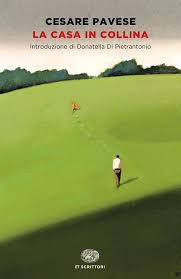 CESARE PAVESE
LA CASA IN COLLINA
Introduzione di Donatella Di Pietrantonio
ET SCRITTORI